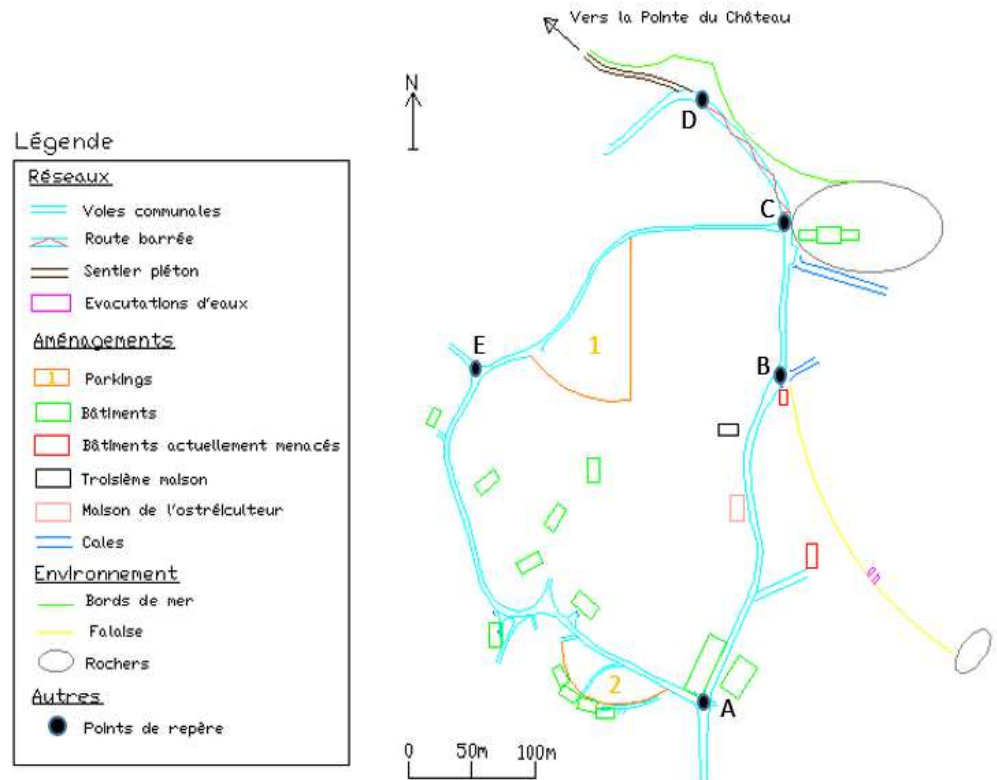 Vers la Pointe du Château
N
D
C
E
1
B
2
A
0 50m 100m
Légende
Réseaux
Voies communales
Route barrée
Sentier piéton
Evacutations d'eaux
Aménagements
1 Parkings
Bâtiments
Bâtiments actuellement menacés
Troisième maison
Maison de l'ostréiculteur
Cales
Environnement
Bords de mer
Falaise
Rochers
Autres
Points de repère